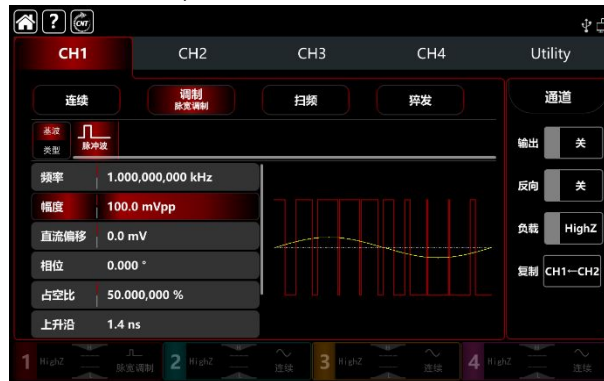 ? CNT
CH1 CH2 CH3 CH4 Utility
连续 调制 扫频 猝发 通道
脉宽调制
基波
类型 脉冲波
输出 关
频率 1.000,000,000 kHz
反向 关
幅度 100.0 mVpp
直流偏移 0.0 mV
负载 HighZ
相位 0.000 °
复制 CH1←CH2
占空比 50.000,000 %
上升沿 1.4 ns
1 HighZ 脉宽调制 2 HighZ 连续 3 HighZ 连续 4 HighZ 连续